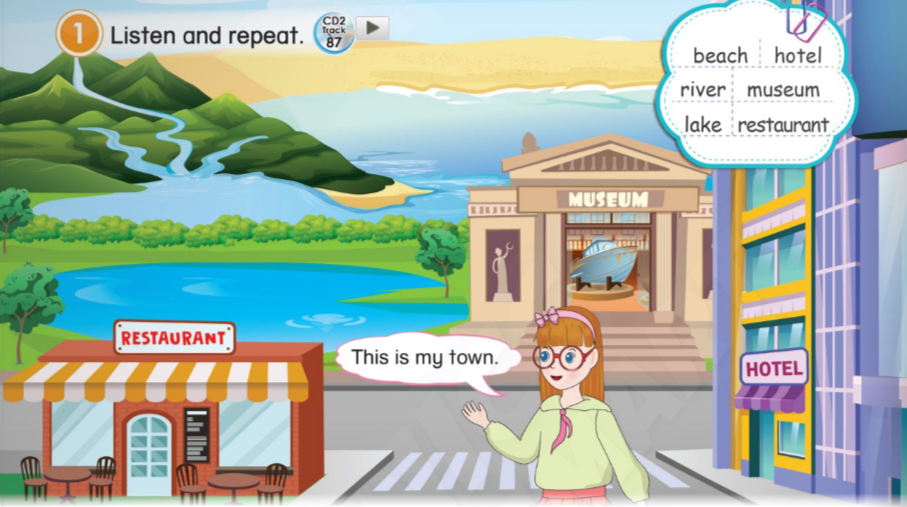 1 Listen and repeat. CD2 Track 87
beach hotel
river museum
lake restaurant
MUSEUM
RESTAURANT
This is my town.
HOTEL